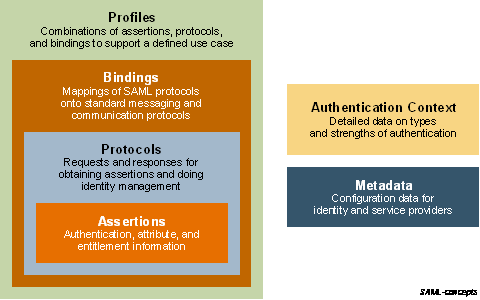 Profiles
Combinations of assertions, protocols,
and bindings to support a defined use case
Bindings
Mappings of SAML protocols
onto standard messaging and
communication protocols
Protocols
Requests and responses for
obtaining assertions and doing
identity management
Assertions
Authentication, attribute, and
entitlement information
Authentication Context
Detailed data on types
and strengths of authentication
Metadata
Configuration data for
identity and service providers
SAML-concepts